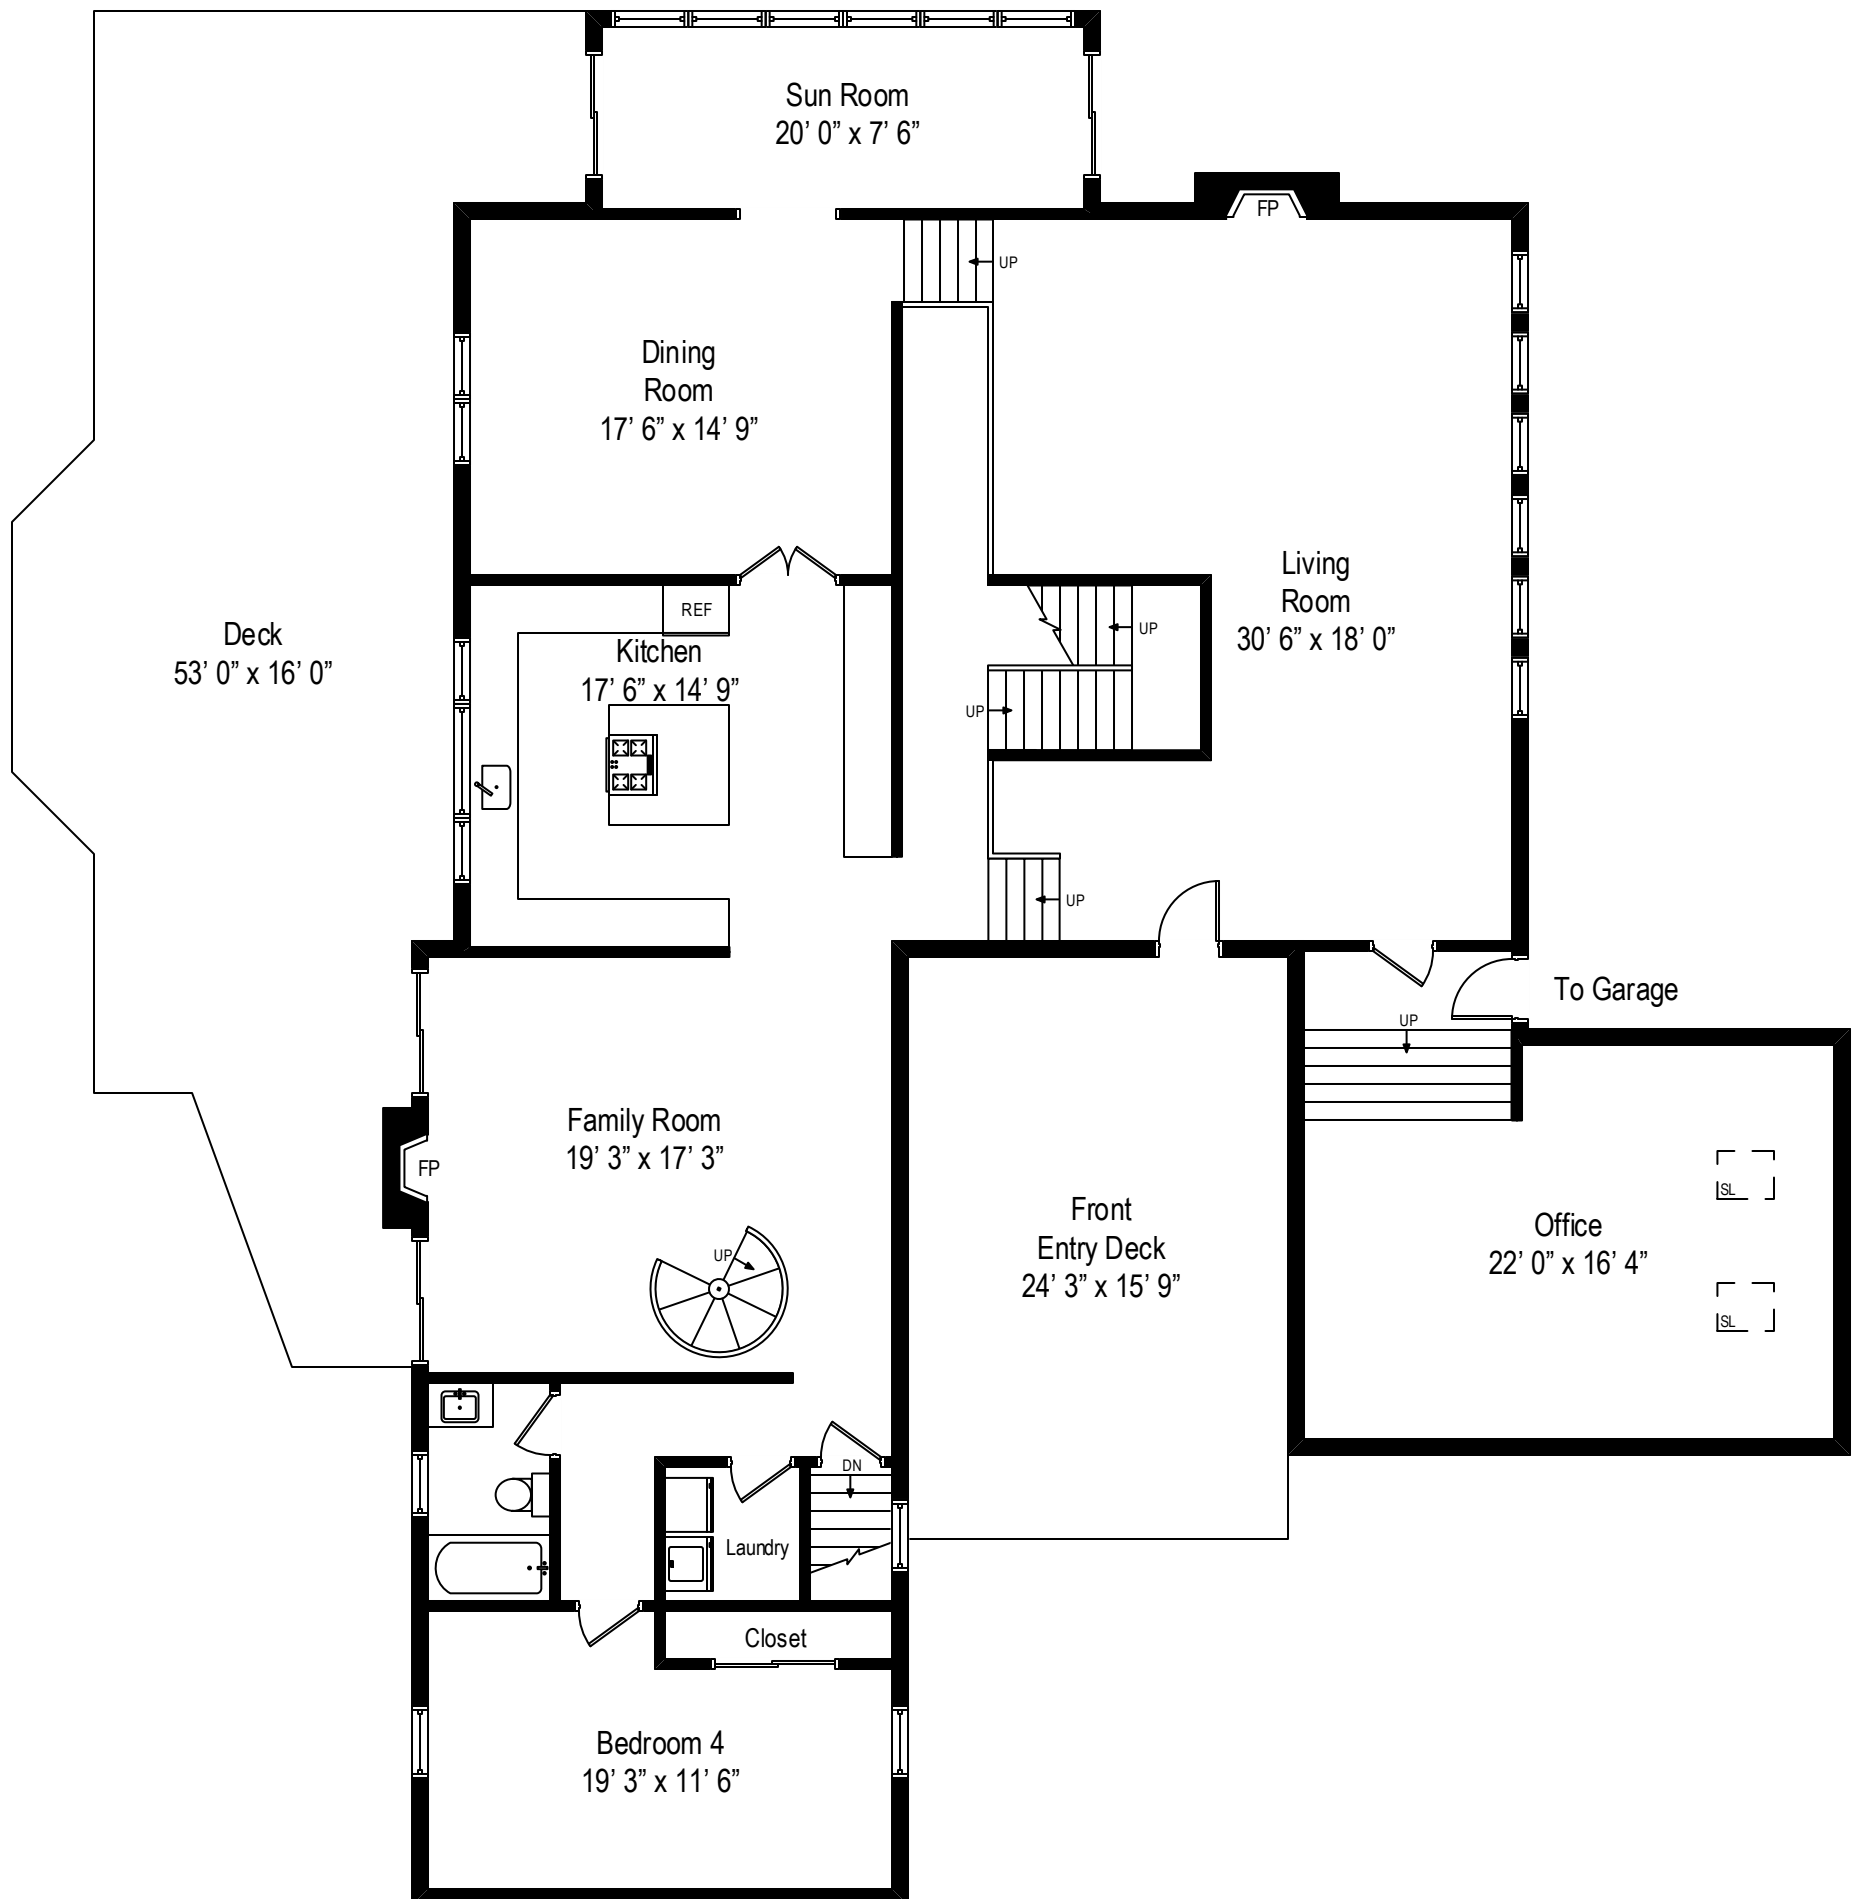 Sun Room
20’ 0” x 7’ 6”
FP
UP
Dining
Room
17’ 6” x 14’ 9”
Living
Room
30’ 6” x 18’ 0”
REF
UP
Deck
53’ 0” x 16’ 0”
Kitchen
17’ 6” x 14’ 9”
UP
UP
To Garage
UP
Family Room
19’ 3” x 17’ 3”
FP
SL
Front
Entry Deck
24’ 3” x 15’ 9”
Office
22’ 0” x 16’ 4”
UP
SL
DN
Laundry
Closet
Bedroom 4
19’ 3” x 11’ 6”